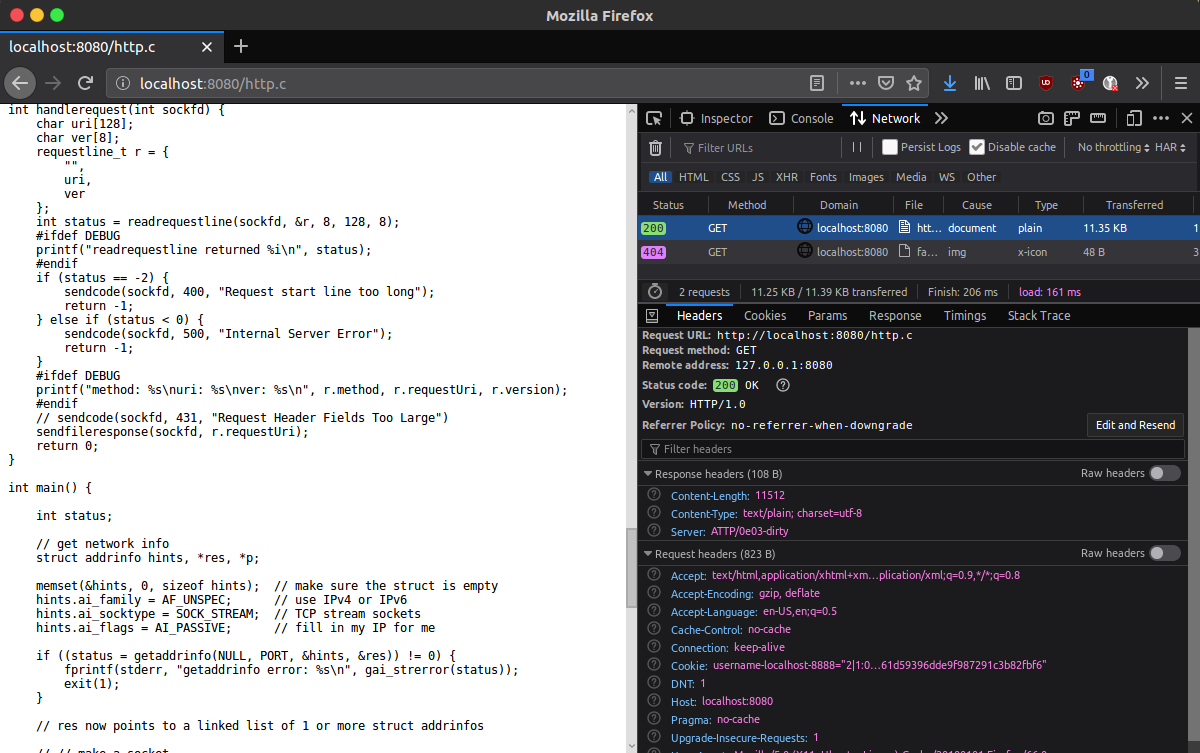 Mozilla Firefox
localhost:8080/http.c
localhost:8080/http.c
0
int handlerequest(int sockfd) {
    char uri[128];
    char ver[8];
    requestline_t r = {
        "",
        uri,
        ver
    };
    int status = readrequestline(sockfd, &r, 8, 128, 8);
    #ifdef DEBUG
    printf("readrequestline returned %i\n", status);
    #endif
    if (status == -2) {
        sendcode(sockfd, 400, "Request start line too long");
        return -1;
    } else if (status < 0) {
        sendcode(sockfd, 500, "Internal Server Error");
        return -1;
    }
    #ifdef DEBUG
    printf("method: %s\nuri: %s\nver: %s\n", r.method, r.requestUri, r.version);
    #endif
    // sendcode(sockfd, 431, "Request Header Fields Too Large")
    sendfileresponse(sockfd, r.requestUri);
    return 0;
}
int main() {
    int status;
    // get network info
    struct addrinfo hints, *res, *p;
    memset(&hints, 0, sizeof hints);  // make sure the struct is empty
    hints.ai_family = AF_UNSPEC;      // use IPv4 or IPv6
    hints.ai_socktype = SOCK_STREAM;  // TCP stream sockets
    hints.ai_flags = AI_PASSIVE;      // fill in my IP for me
    if ((status = getaddrinfo(NULL, PORT, &hints, &res)) != 0) {
        fprintf(stderr, "getaddrinfo error: %s\n", gai_strerror(status));
        exit(1);
    }
    // res now points to a linked list of 1 or more struct addrinfos
    // // make a socket
Inspector Console Network
Filter URLs Persist Logs Disable cache No throttling HAR
All HTML CSS JS XHR Fonts Images Media WS Other
Status Method Domain File Cause Type Transferred
200 GET localhost:8080 htt… document plain 11.35 KB 1
404 GET localhost:8080 fa… img x-icon 48 B 3
2 requests 11.25 KB / 11.39 KB transferred Finish: 206 ms load: 161 ms
Headers Cookies Params Response Timings Stack Trace
Request URL: http://localhost:8080/http.c
Request method: GET
Remote address: 127.0.0.1:8080
Status code: 200 OK
Version: HTTP/1.0
Referrer Policy: no-referrer-when-downgrade Edit and Resend
Filter headers
Response headers (108 B) Raw headers
Content-Length: 11512
Content-Type: text/plain; charset=utf-8
Server: ATTP/0e03-dirty
Request headers (823 B) Raw headers
Accept: text/html,application/xhtml+xm…plication/xml;q=0.9,*/*;q=0.8
Accept-Encoding: gzip, deflate
Accept-Language: en-US,en;q=0.5
Cache-Control: no-cache
Connection: keep-alive
Cookie: username-localhost-8888="2|1:0…61d59396dde9f987291c3b82fbf6"
DNT: 1
Host: localhost:8080
Pragma: no-cache
Upgrade-Insecure-Requests: 1